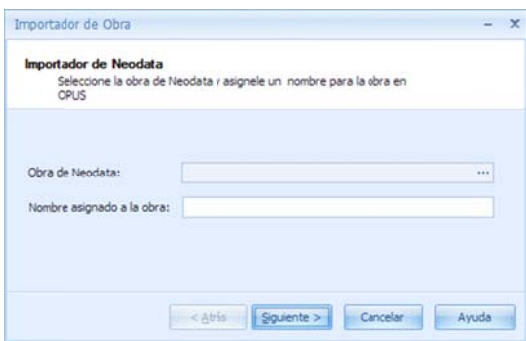 Importador de Obra
Importador de Neodata
Seleccione la obra de Neodata y asignele un nombre para la obra en
OPUS
Obra de Neodata:
...
Nombre asignado a la obra:
< Atrás
Siguiente >
Cancelar
Ayuda